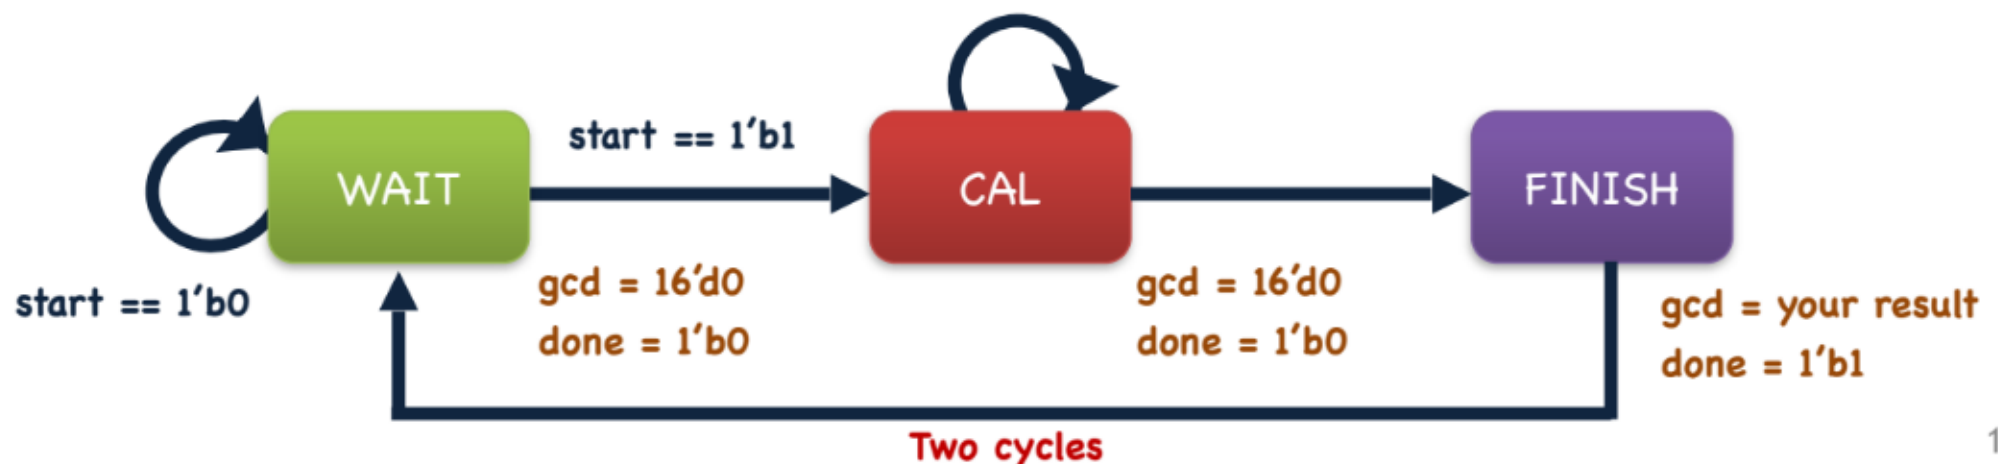 start == 1'b1
WAIT
CAL
FINISH
start == 1'b0
gcd = 16'd0
done = 1'b0
gcd = 16'd0
done = 1'b0
gcd = your result
done = 1'b1
Two cycles
1